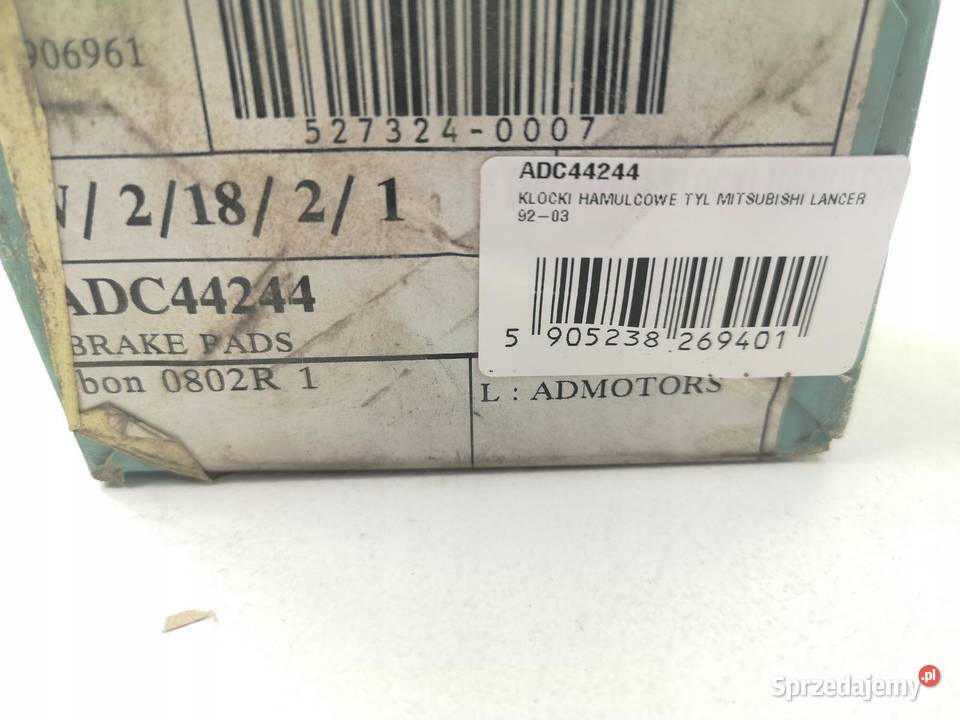 906961
527324-0007
/ 2/18/ 2/ 1
ADC44244
BRAKE PADS
bon 0802R 1
L : ADMOTORS
ADC44244
KLOCKI HAMULCOWE TYL MITSUBISHI LANCER
92-03
5 905238 269401
Sprzedajemy.pl